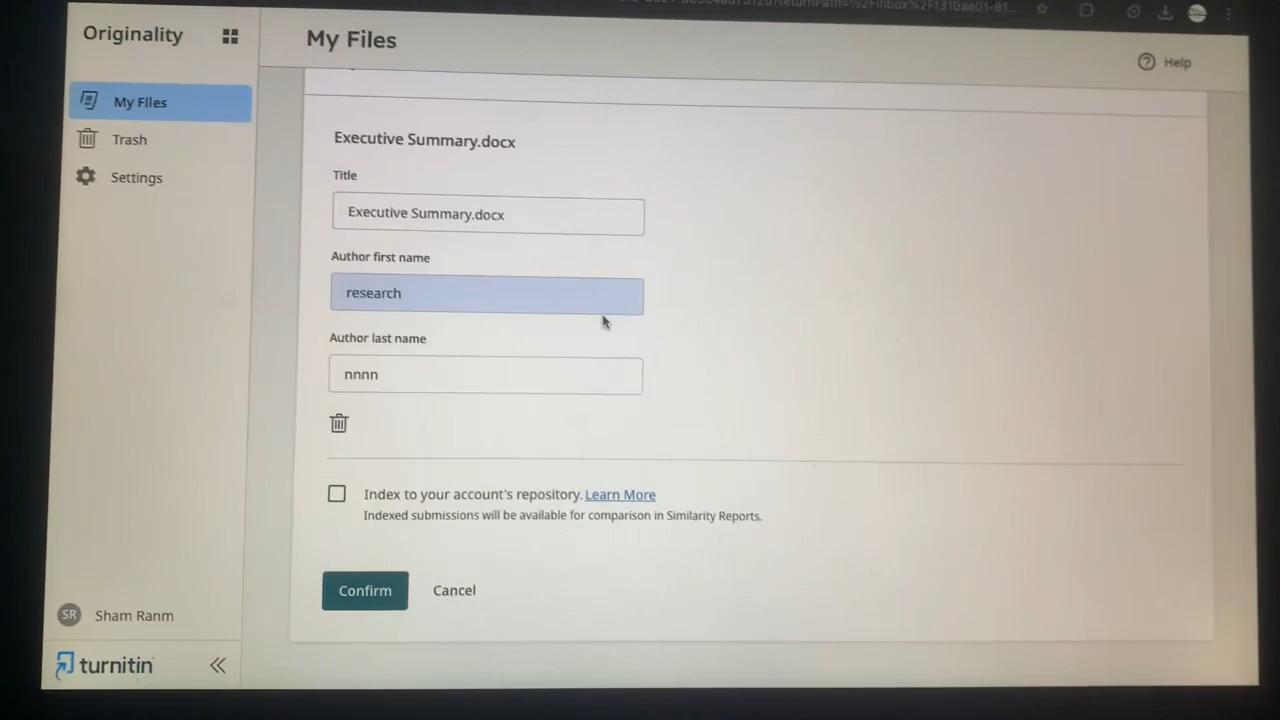 Originality
My Files
Help
My Files
Trash
Settings
Executive Summary.docx
Title
Executive Summary.docx
Author first name
research
Author last name
nnnn
Index to your account's repository. Learn More
Indexed submissions will be available for comparison in Similarity Reports.
Confirm
Cancel
SR
Sham Ranm
turnitin